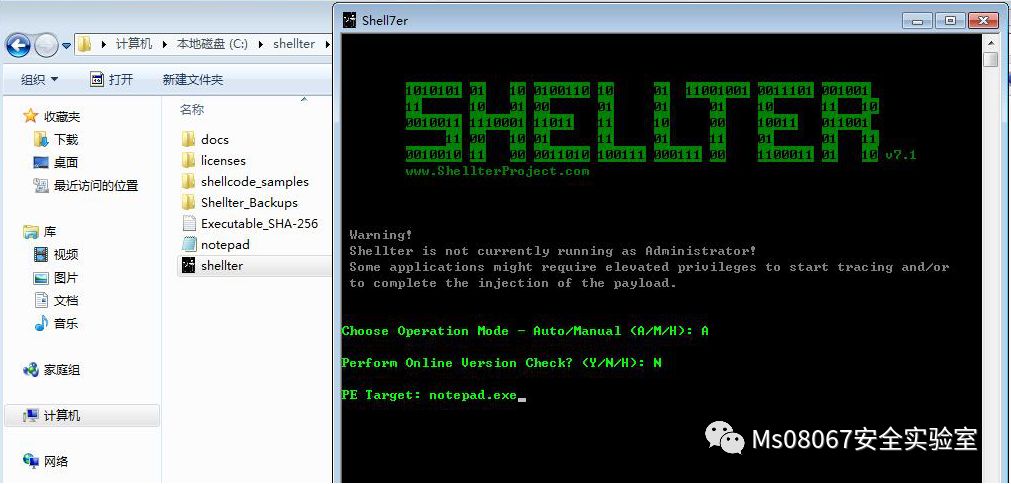 Shell7er
计算机
本地磁盘 (C:)
shellter
组织
打开
新建文件夹
收藏夹
下载
桌面
最近访问的位置
库
视频
图片
文档
音乐
家庭组
计算机
网络
名称
docs
licenses
shellcode_samples
Shellter_Backups
Executable_SHA-256
notepad
shellter
SHELLTER
v7.1
www.ShellterProject.com
Warning!
Shellter is not currently running as Administrator!
Some applications might require elevated privileges to start tracing and/or
to complete the injection of the payload.
Choose Operation Mode - Auto/Manual (A/M/H): A
Perform Online Version Check? (Y/N/H): N
PE Target: notepad.exe
Ms08067安全实验室